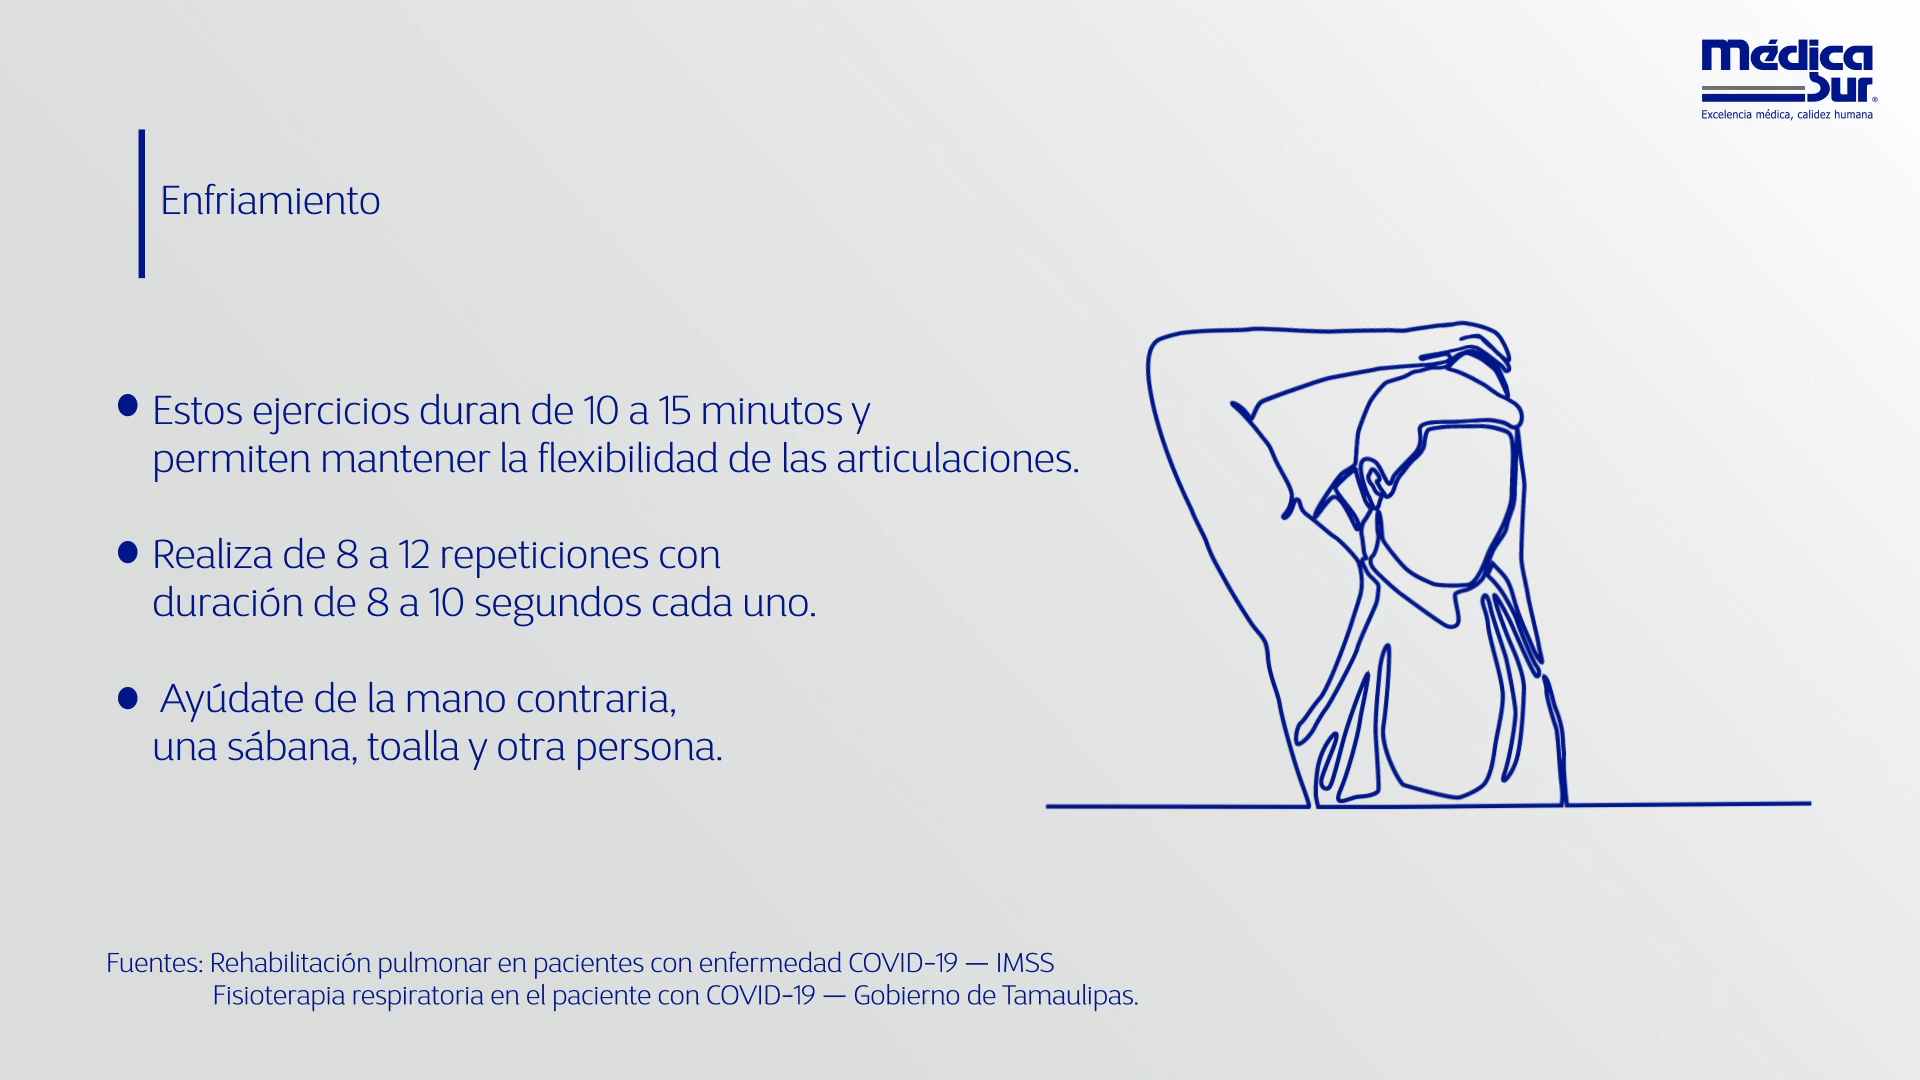 médica
sur®
Excelencia médica, calidez humana
Enfriamiento
● Estos ejercicios duran de 10 a 15 minutos y
permiten mantener la flexibilidad de las articulaciones.
● Realiza de 8 a 12 repeticiones con
duración de 8 a 10 segundos cada uno.
● Ayúdate de la mano contraria,
una sábana, toalla y otra persona.
Fuentes: Rehabilitación pulmonar en pacientes con enfermedad COVID-19 — IMSS
Fisioterapia respiratoria en el paciente con COVID-19 — Gobierno de Tamaulipas.